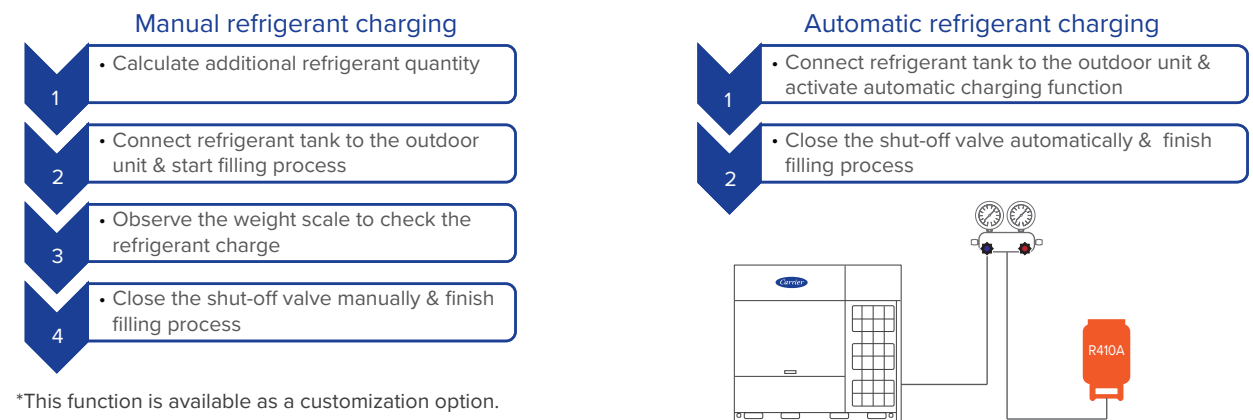 Manual refrigerant charging
1
• Calculate additional refrigerant quantity
2
• Connect refrigerant tank to the outdoor
unit & start filling process
3
• Observe the weight scale to check the
refrigerant charge
4
• Close the shut-off valve manually & finish
filling process
*This function is available as a customization option.
Automatic refrigerant charging
1
• Connect refrigerant tank to the outdoor unit &
activate automatic charging function
2
• Close the shut-off valve automatically & finish
filling process
Carrier
R410A